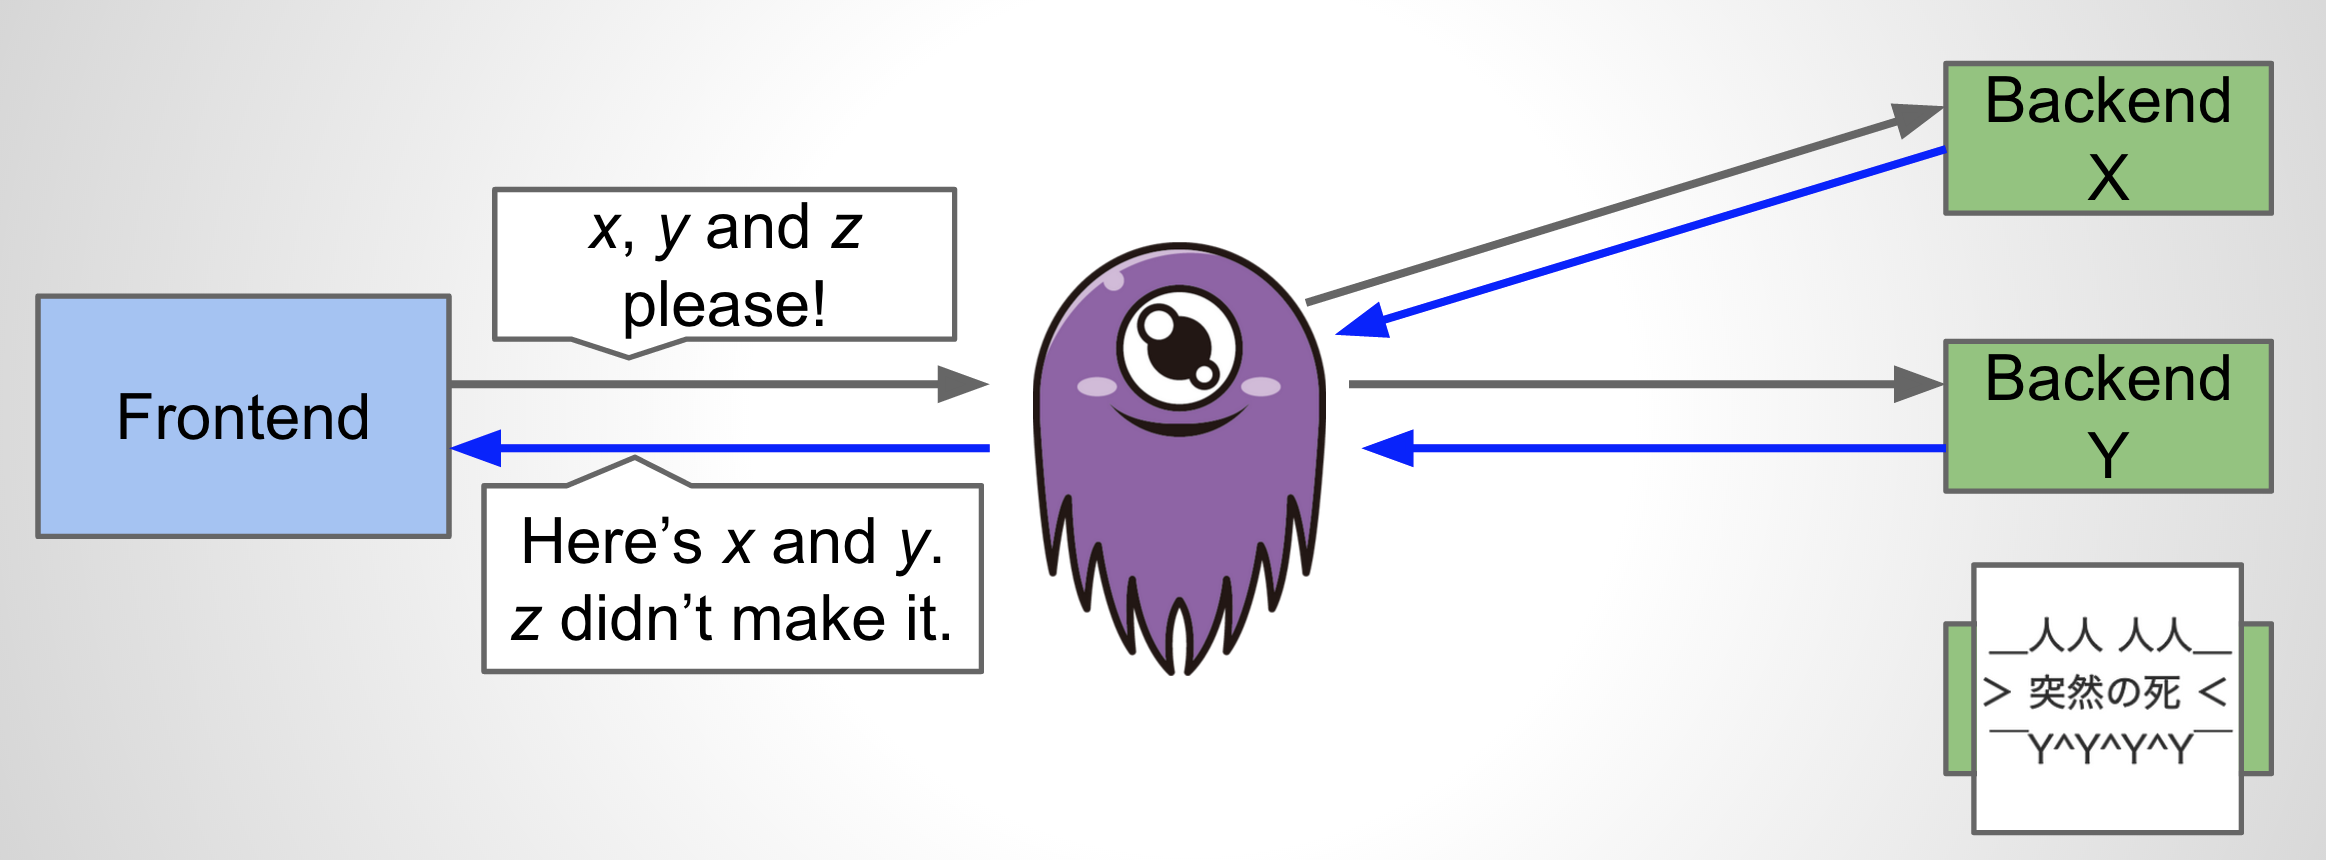 Frontend
x, y and z
please!
Here’s x and y.
z didn’t make it.
Backend
X
Backend
Y
＿人人 人人＿
＞ 突然の死 ＜
￣Y^Y^Y^Y￣